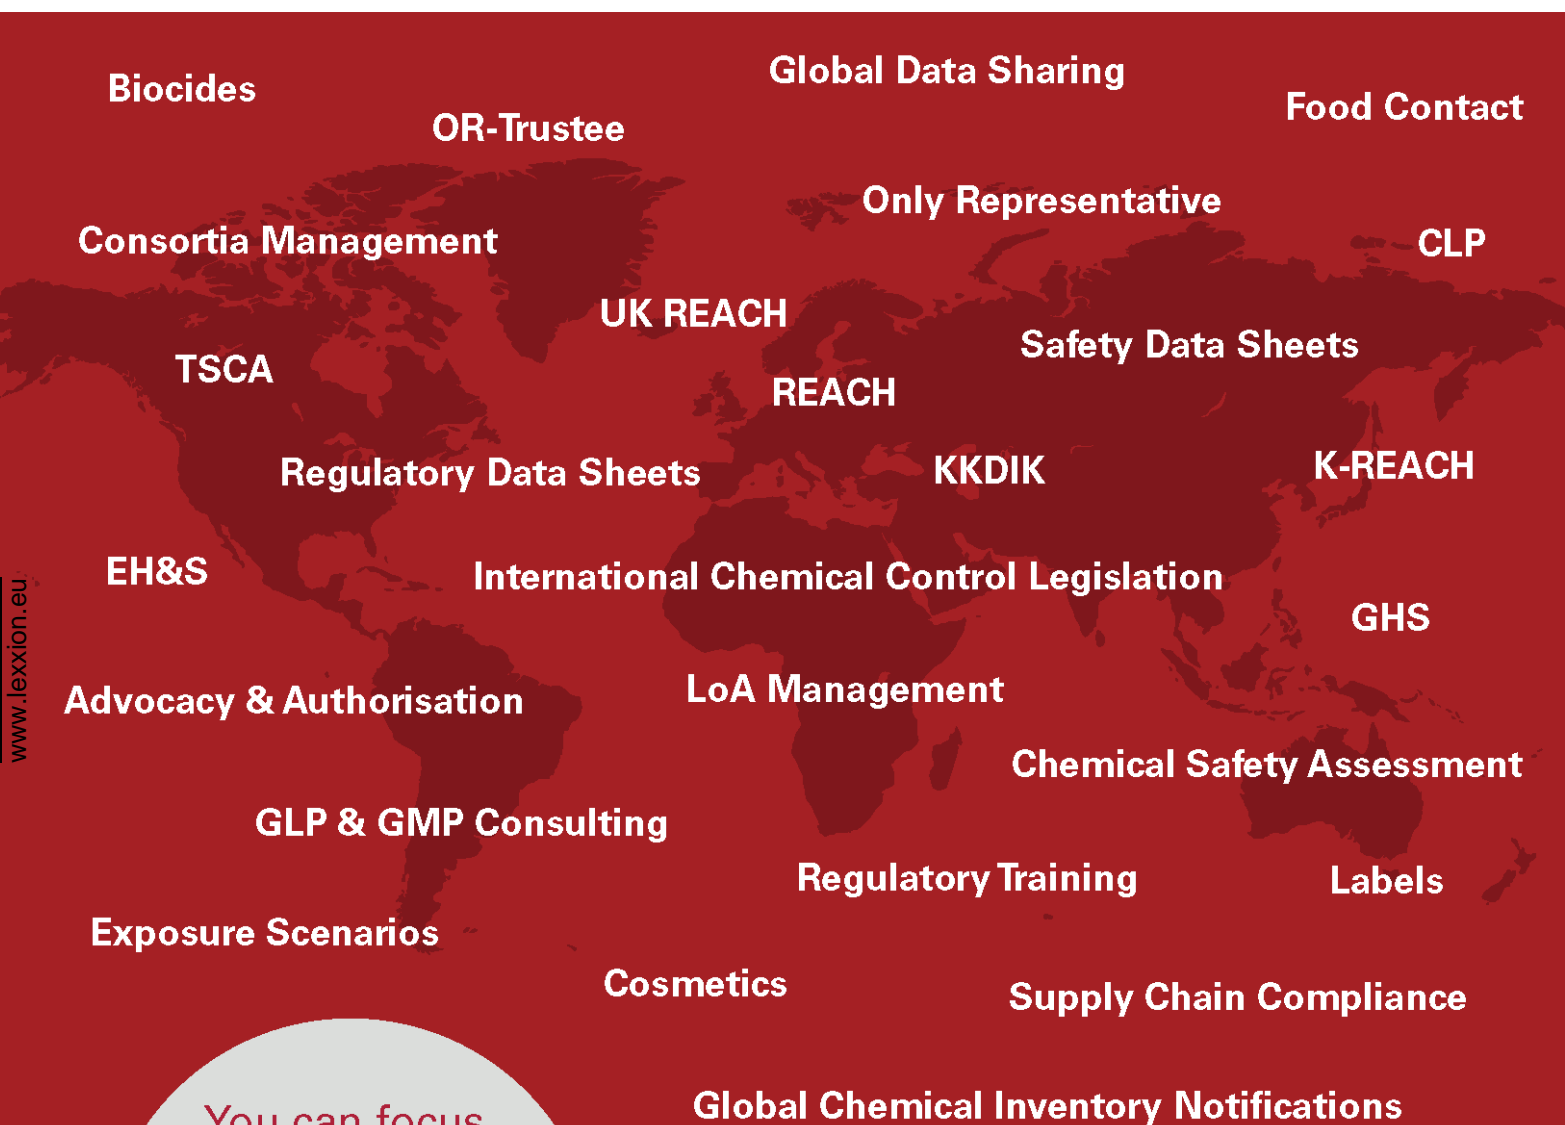 Global Data Sharing
Biocides
Food Contact
OR-Trustee
Only Representative
Consortia Management
CLP
UK REACH
Safety Data Sheets
TSCA
REACH
Regulatory Data Sheets
KKDIK
K-REACH
EH&S
International Chemical Control Legislation
GHS
www.lexxion.eu
Advocacy & Authorisation
LoA Management
Chemical Safety Assessment
GLP & GMP Consulting
Regulatory Training
Labels
Exposure Scenarios
Cosmetics
Supply Chain Compliance
Global Chemical Inventory Notifications
You can focus